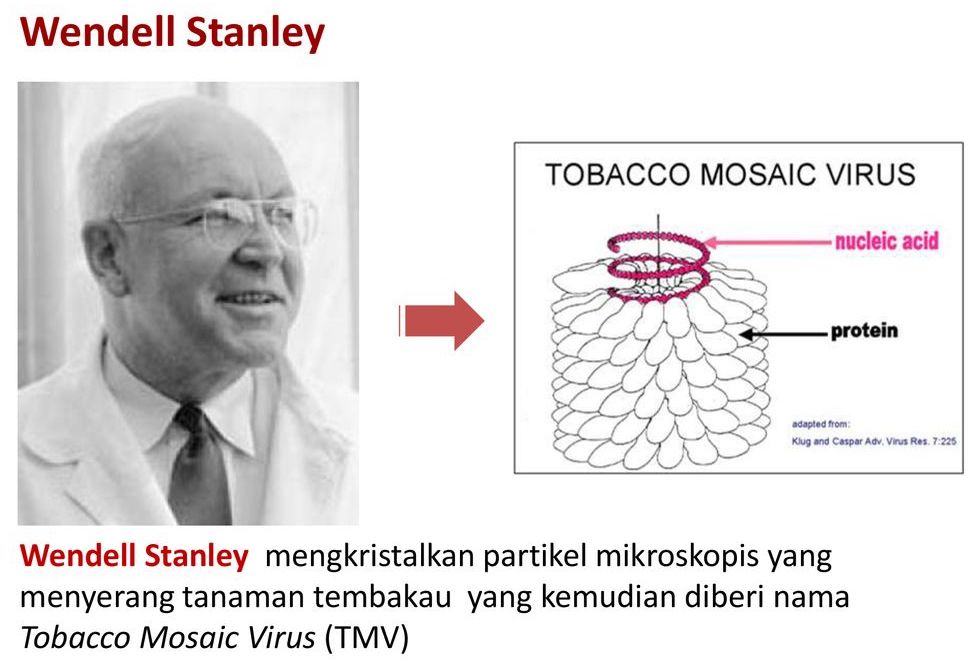 Wendell Stanley
TOBACCO MOSAIC VIRUS
nucleic acid
protein
adapted from:
Klug and Caspar Adv. Virus Res. 7:225
Wendell Stanley mengkristalkan partikel mikroskopis yang
menyerang tanaman tembakau yang kemudian diberi nama
Tobacco Mosaic Virus (TMV)